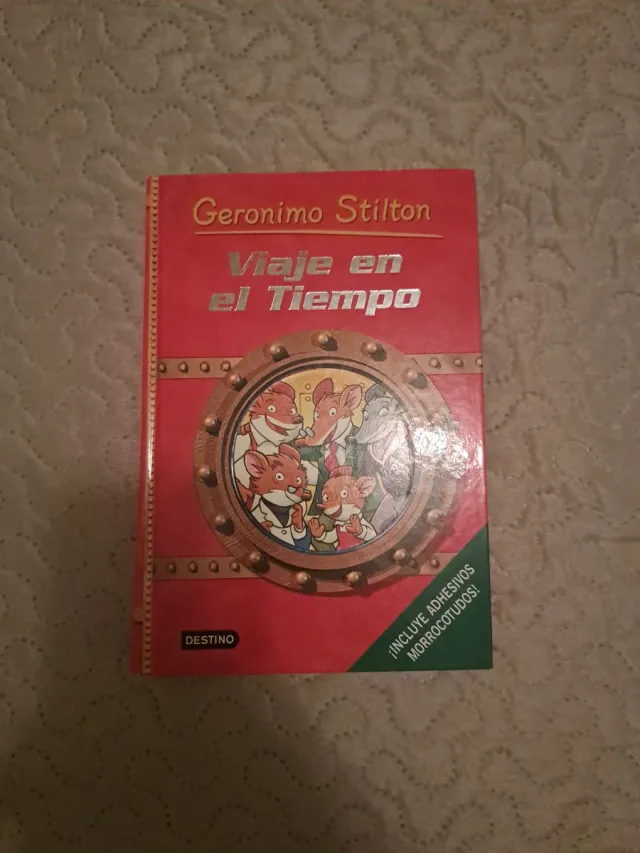 Geronimo Stilton
Viaje en
el Tiempo
¡INCLUYE ADHESIVOS
MORROCOTUDOS!
DESTINO